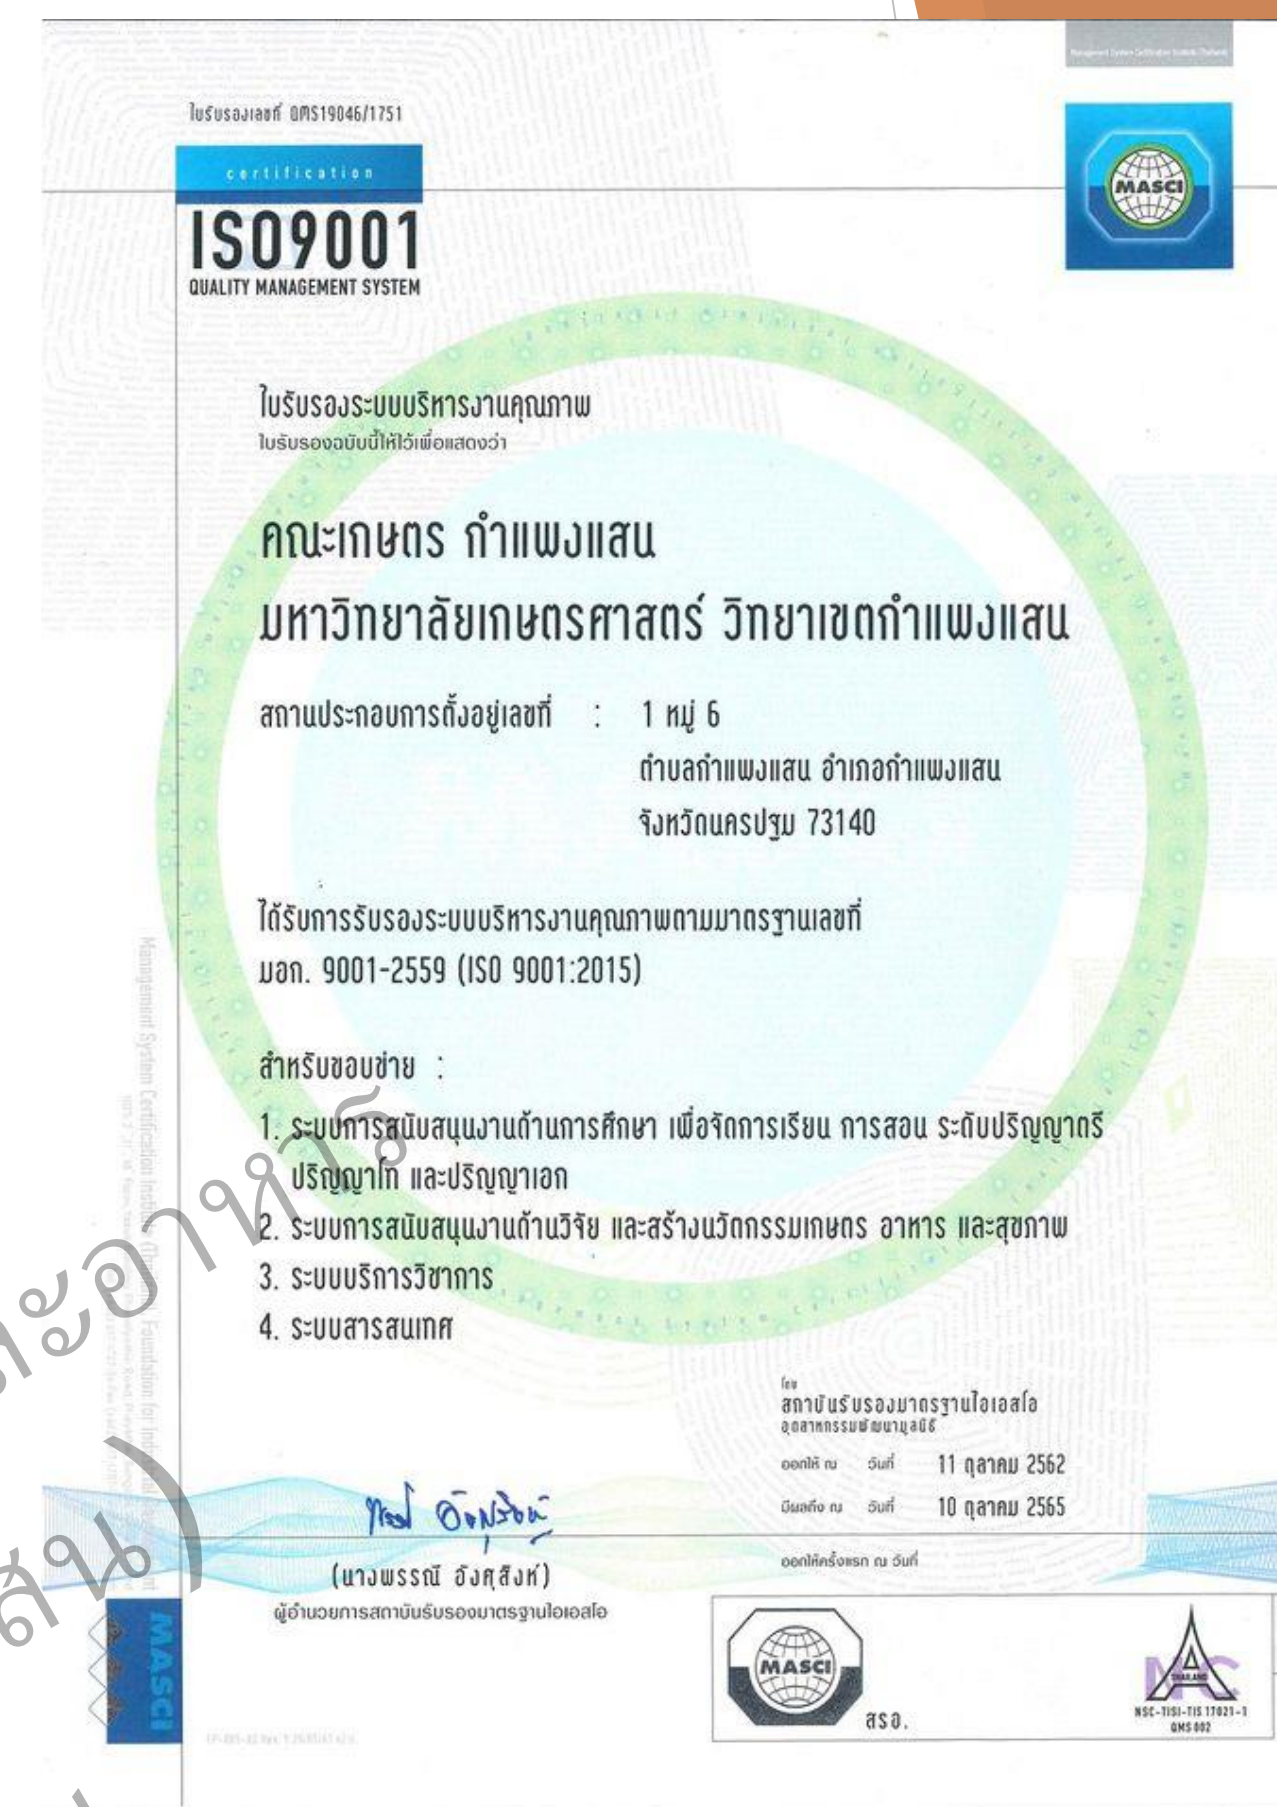 Management System Certification Institute (Thailand)
ใบรับรองเลขที่ QMS19046/1751
certification
MASCI
ISO9001
QUALITY MANAGEMENT SYSTEM
ใบรับรองระบบบริหารงานคุณภาพ
ใบรับรองฉบับนี้ให้ไว้เพื่อแสดงว่า
คณะเกษตร กำแพงแสน
มหาวิทยาลัยเกษตรศาสตร์ วิทยาเขตกำแพงแสน
สถานประกอบการตั้งอยู่เลขที่ : 1 หมู่ 6
ตำบลกำแพงแสน อำเภอกำแพงแสน
จังหวัดนครปฐม 73140
ได้รับการรับรองระบบบริหารงานคุณภาพตามมาตรฐานเลขที่
มอก. 9001-2559 (ISO 9001:2015)
สำหรับขอบข่าย :
1. ระบบการสนับสนุนงานด้านการศึกษา เพื่อจัดการเรียน การสอน ระดับปริญญาตรี
ปริญญาโท และปริญญาเอก
2. ระบบการสนับสนุนงานด้านวิจัย และสร้างนวัตกรรมเกษตร อาหาร และสุขภาพ
3. ระบบบริการวิชาการ
4. ระบบสารสนเทศ
โดย
สถาบันรับรองมาตรฐานไอเอสโอ
อุตสาหกรรมพัฒนามูลนิธิ
ออกให้ ณ วันที่ 11 ตุลาคม 2562
มีผลถึง ณ วันที่ 10 ตุลาคม 2565
ออกให้ครั้งแรก ณ วันที่
(นางพรรณี อังศุสิงห์)
ผู้อำนวยการสถาบันรับรองมาตรฐานไอเอสโอ
MASCI
สรอ.
NAC
THAILAND
NSC-TISI-TIS 17021-1
QMS 002
MASCI
Management System Certification Institute (Thailand) Foundation for Industrial Development
ละอาหาร
สน)